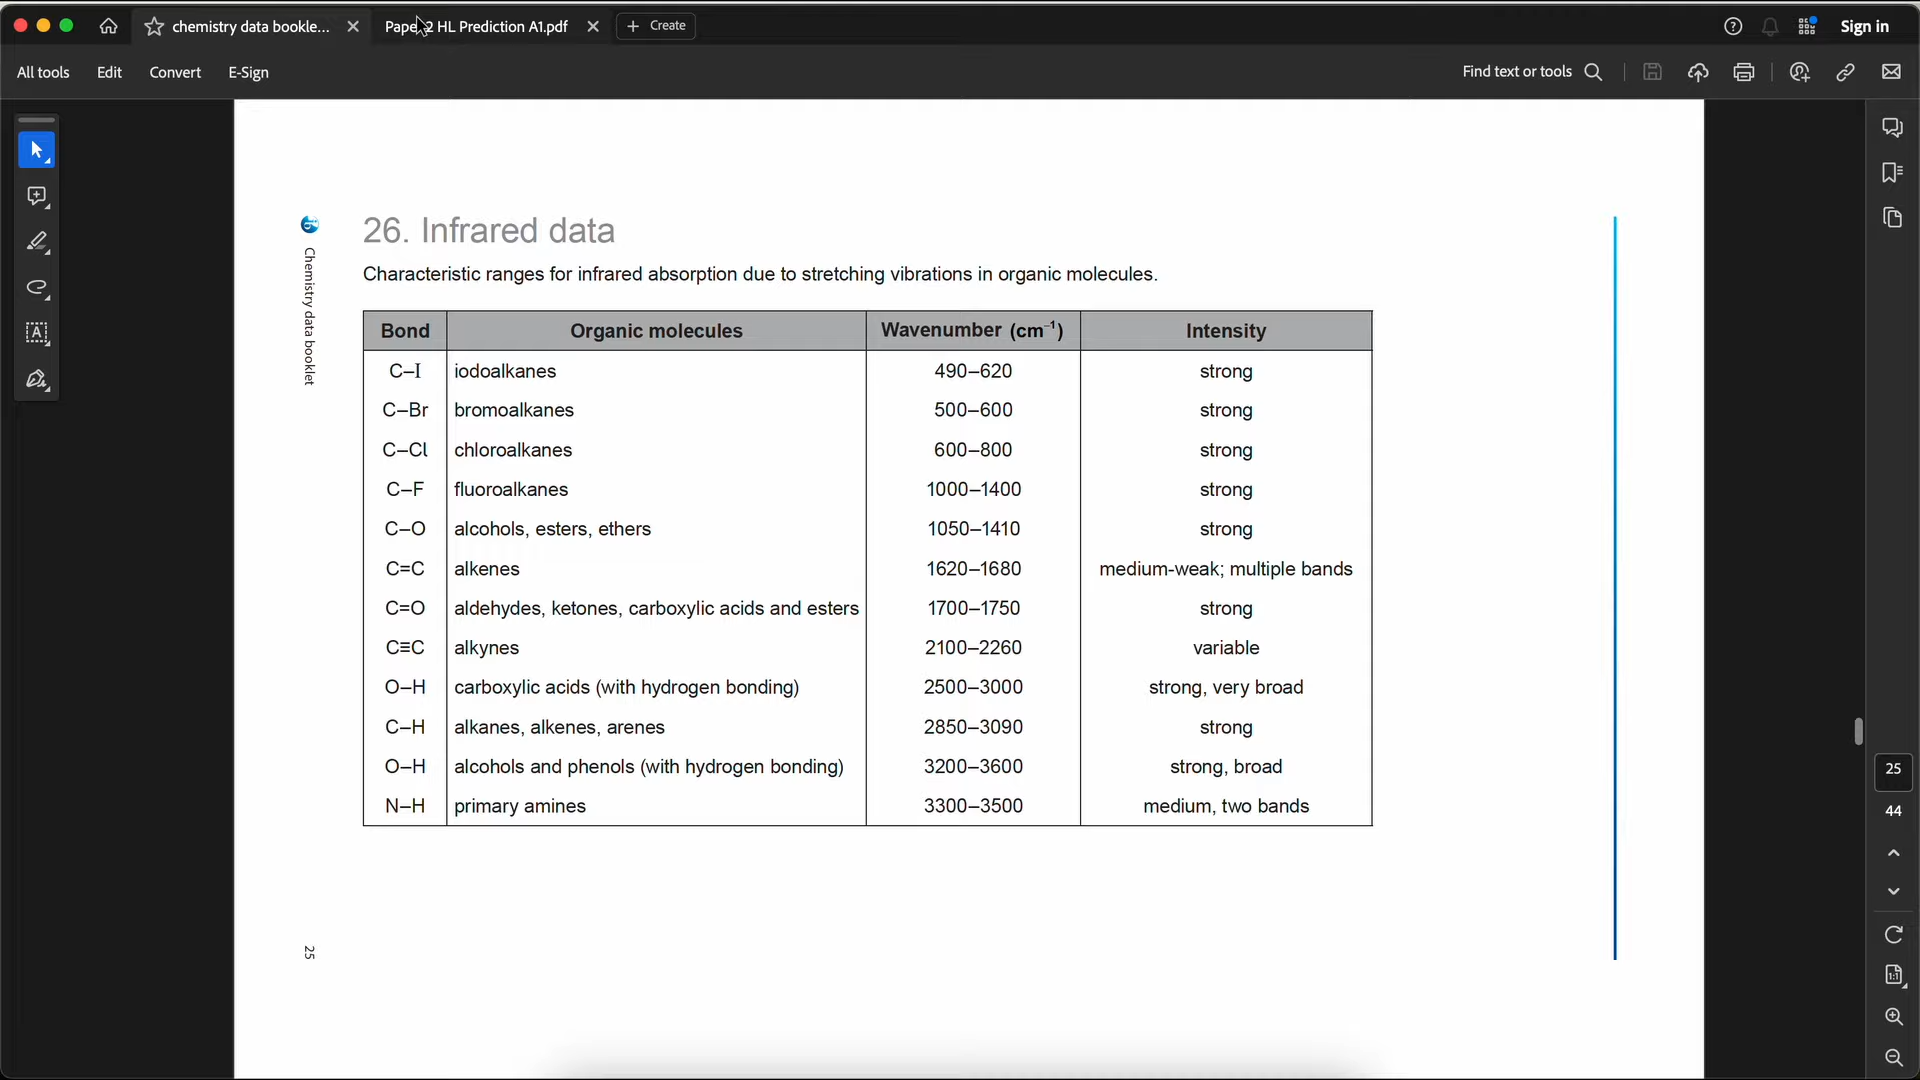 chemistry data bookle...
Pape 2 HL Prediction A1.pdf
Create
Sign in
All tools
Edit
Convert
E-Sign
Find text or tools
Chemistry data booklet
26. Infrared data
Characteristic ranges for infrared absorption due to stretching vibrations in organic molecules.
Bond Organic molecules Wavenumber (cm⁻¹) Intensity
C–I iodoalkanes 490–620 strong
C–Br bromoalkanes 500–600 strong
C–Cl chloroalkanes 600–800 strong
C–F fluoroalkanes 1000–1400 strong
C–O alcohols, esters, ethers 1050–1410 strong
C=C alkenes 1620–1680 medium-weak; multiple bands
C=O aldehydes, ketones, carboxylic acids and esters 1700–1750 strong
C≡C alkynes 2100–2260 variable
O–H carboxylic acids (with hydrogen bonding) 2500–3000 strong, very broad
C–H alkanes, alkenes, arenes 2850–3090 strong
O–H alcohols and phenols (with hydrogen bonding) 3200–3600 strong, broad
N–H primary amines 3300–3500 medium, two bands
25
25
44